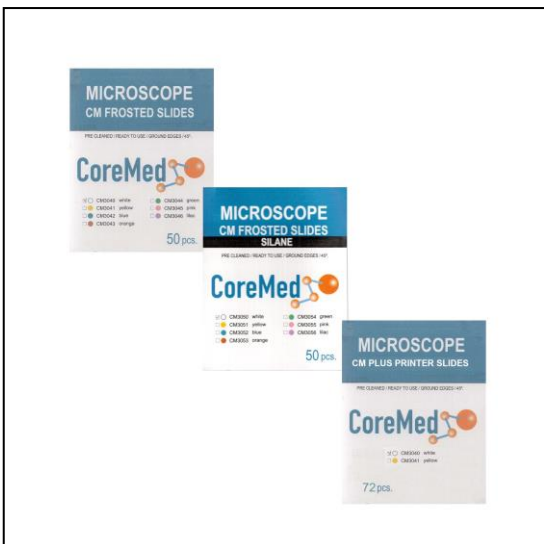 MICROSCOPE
CM FROSTED SLIDES
PRE CLEANED / READY TO USE / GROUND EDGES / 45°
CoreMed
CM3040 white
CM3041 yellow
CM3042 blue
CM3043 orange
CM3044 green
CM3045 pink
CM3046 lilac
50 pcs.
MICROSCOPE
CM FROSTED SLIDES
SILANE
PRE CLEANED / READY TO USE / GROUND EDGES / 45°
CoreMed
CM3050 white
CM3051 yellow
CM3052 blue
CM3053 orange
CM3054 green
CM3055 pink
CM3056 lilac
50 pcs.
MICROSCOPE
CM PLUS PRINTER SLIDES
PRE CLEANED / READY TO USE / GROUND EDGES / 45°
CoreMed
CM3040 white
CM3041 yellow
72 pcs.